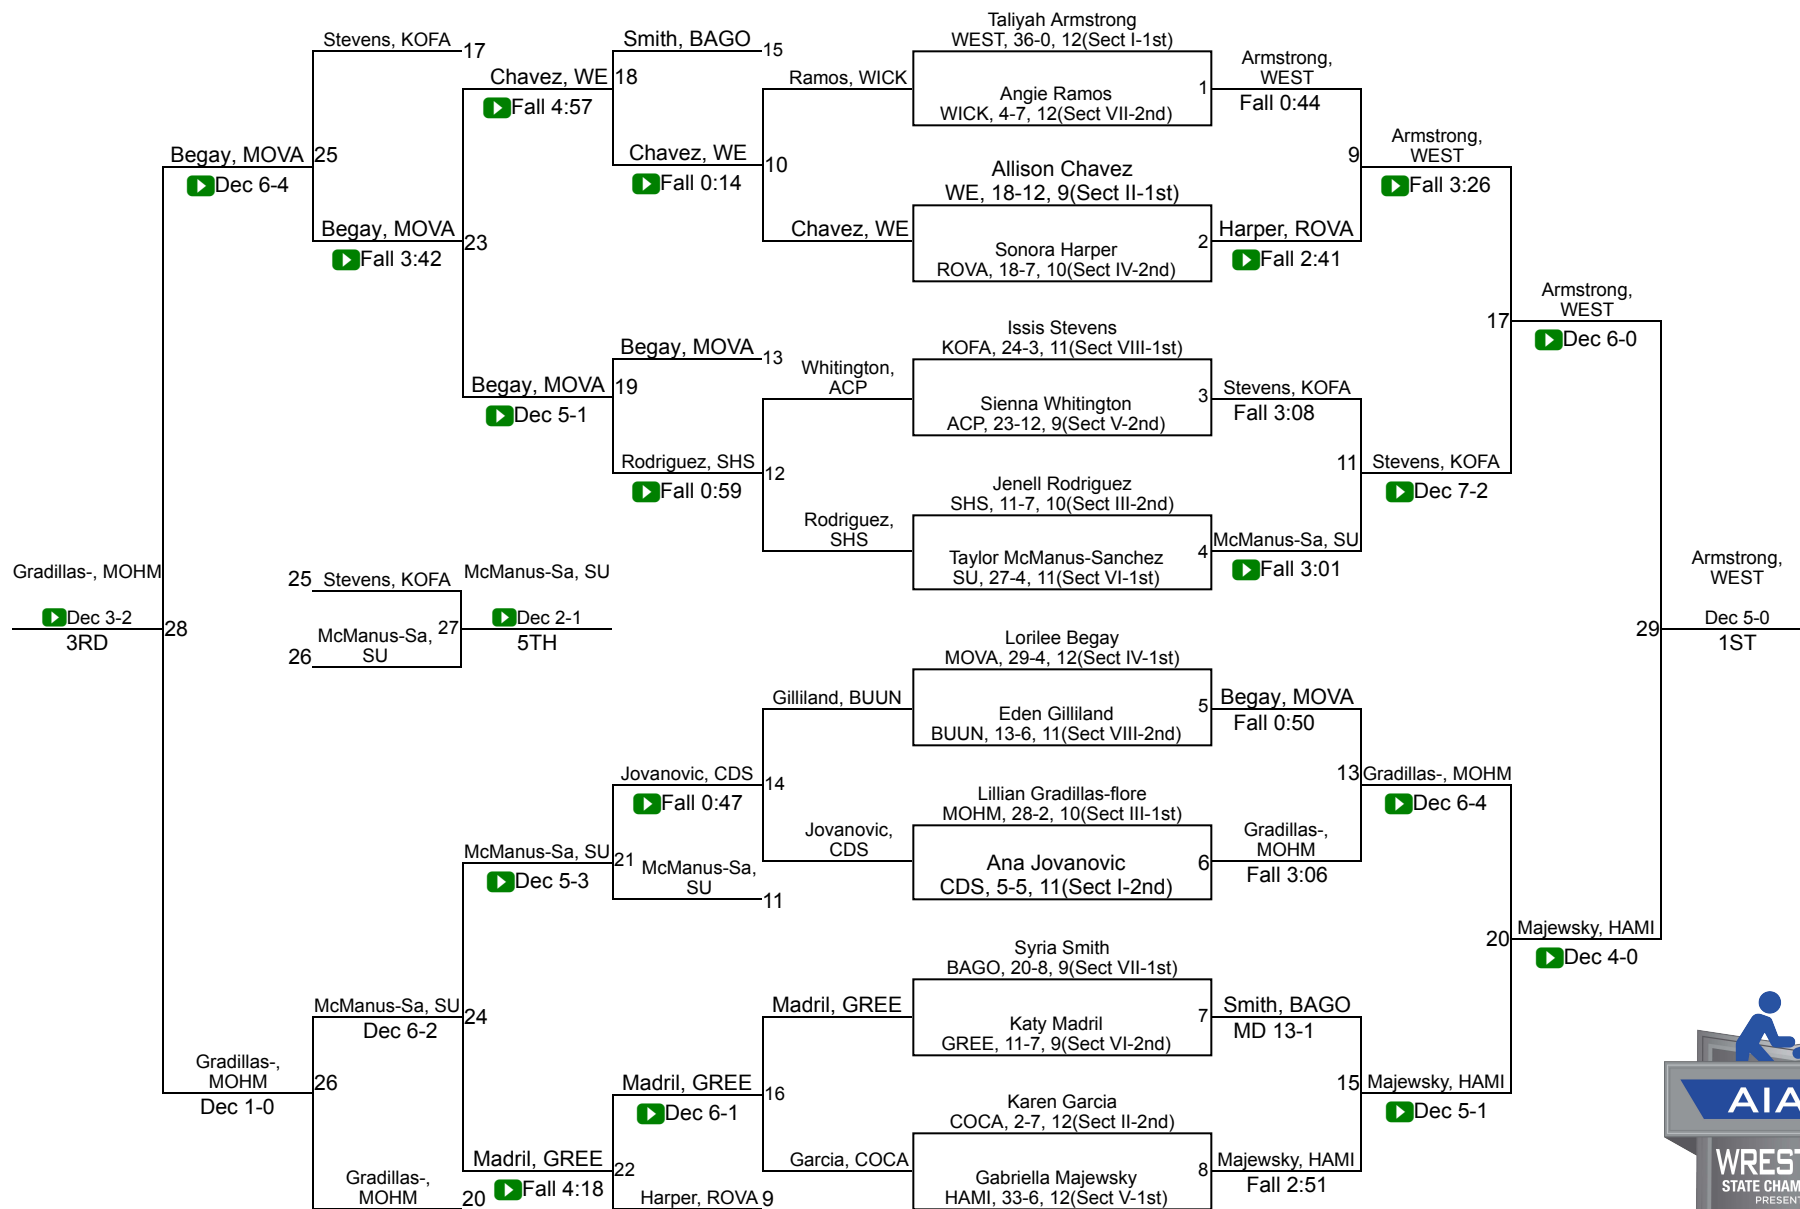 Taliyah Armstrong
WEST, 36-0, 12(Sect I-1st)
Stevens, KOFA
17
Smith, BAGO
15
Armstrong,
WEST
Chavez, WE
18
Ramos, WICK
Angie Ramos
WICK, 4-7, 12(Sect VII-2nd)
1
Fall 0:44
Fall 4:57
Begay, MOVA
25
Dec 6-4
Chavez, WE
Fall 0:14
10
Allison Chavez
WE, 18-12, 9(Sect II-1st)
9
Armstrong,
WEST
Fall 3:26
Begay, MOVA
Fall 3:42
23
Chavez, WE
Sonora Harper
ROVA, 18-7, 10(Sect IV-2nd)
2
Harper, ROVA
Fall 2:41
Armstrong,
WEST
17
Dec 6-0
Issis Stevens
KOFA, 24-3, 11(Sect VIII-1st)
Begay, MOVA
13
Begay, MOVA
19
Dec 5-1
Whitington,
ACP
Sienna Whitington
ACP, 23-12, 9(Sect V-2nd)
3
Stevens, KOFA
Fall 3:08
Rodriguez, SHS
Fall 0:59
12
Jenell Rodriguez
SHS, 11-7, 10(Sect III-2nd)
11
Stevens, KOFA
Dec 7-2
Rodriguez,
SHS
Taylor McManus-Sanchez
SU, 27-4, 11(Sect VI-1st)
4
McManus-Sa, SU
Fall 3:01
Gradillas-, MOHM
Dec 3-2
3RD
28
25
Stevens, KOFA
McManus-Sa,
SU
26
27
McManus-Sa, SU
Dec 2-1
5TH
Armstrong,
WEST
29
Dec 5-0
1ST
Lorilee Begay
MOVA, 29-4, 12(Sect IV-1st)
Gilliland, BUUN
Eden Gilliland
BUUN, 13-6, 11(Sect VIII-2nd)
5
Begay, MOVA
Fall 0:50
Jovanovic, CDS
Fall 0:47
14
Lillian Gradillas-flore
MOHM, 28-2, 10(Sect III-1st)
13
Gradillas-, MOHM
Dec 6-4
Jovanovic,
CDS
Ana Jovanovic
CDS, 5-5, 11(Sect I-2nd)
6
Gradillas-,
MOHM
Fall 3:06
McManus-Sa, SU
21
Dec 5-3
McManus-Sa,
SU
11
Syria Smith
BAGO, 20-8, 9(Sect VII-1st)
20
Majewsky, HAMI
Dec 4-0
McManus-Sa, SU
Dec 6-2
24
Madril, GREE
Katy Madril
GREE, 11-7, 9(Sect VI-2nd)
7
Smith, BAGO
MD 13-1
Gradillas-,
MOHM
Dec 1-0
26
Madril, GREE
Dec 6-1
16
Karen Garcia
COCA, 2-7, 12(Sect II-2nd)
15
Majewsky, HAMI
Dec 5-1
Madril, GREE
Fall 4:18
22
Garcia, COCA
Gabriella Majewsky
HAMI, 33-6, 12(Sect V-1st)
8
Majewsky, HAMI
Fall 2:51
Gradillas-,
MOHM
20
Harper, ROVA
9
AIA
WREST
STATE CHAM
PRESENT